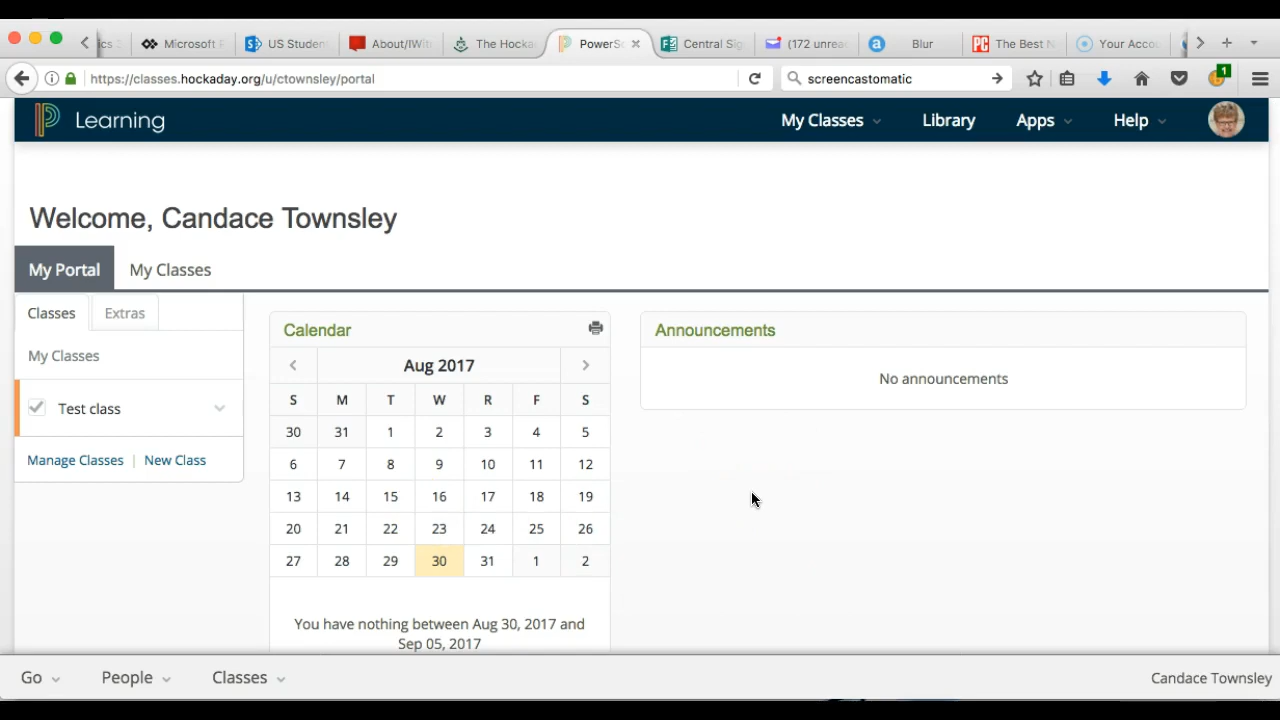 ics S
Microsoft F
US Studen
About/IWit
The Hocka
PowerSc
Central Sig
(172 unrea
Blur
The Best N
Your Accou
https://classes.hockaday.org/u/ctownsley/portal
screencastomatic
1
Learning
My Classes
Library
Apps
Help
Welcome, Candace Townsley
My Portal
My Classes
Classes
Extras
My Classes
Test class
Manage Classes | New Class
Calendar
Aug 2017
S M T W R F S
30 31 1 2 3 4 5
6 7 8 9 10 11 12
13 14 15 16 17 18 19
20 21 22 23 24 25 26
27 28 29 30 31 1 2
You have nothing between Aug 30, 2017 and
Sep 05, 2017
Announcements
No announcements
Go
People
Classes
Candace Townsley